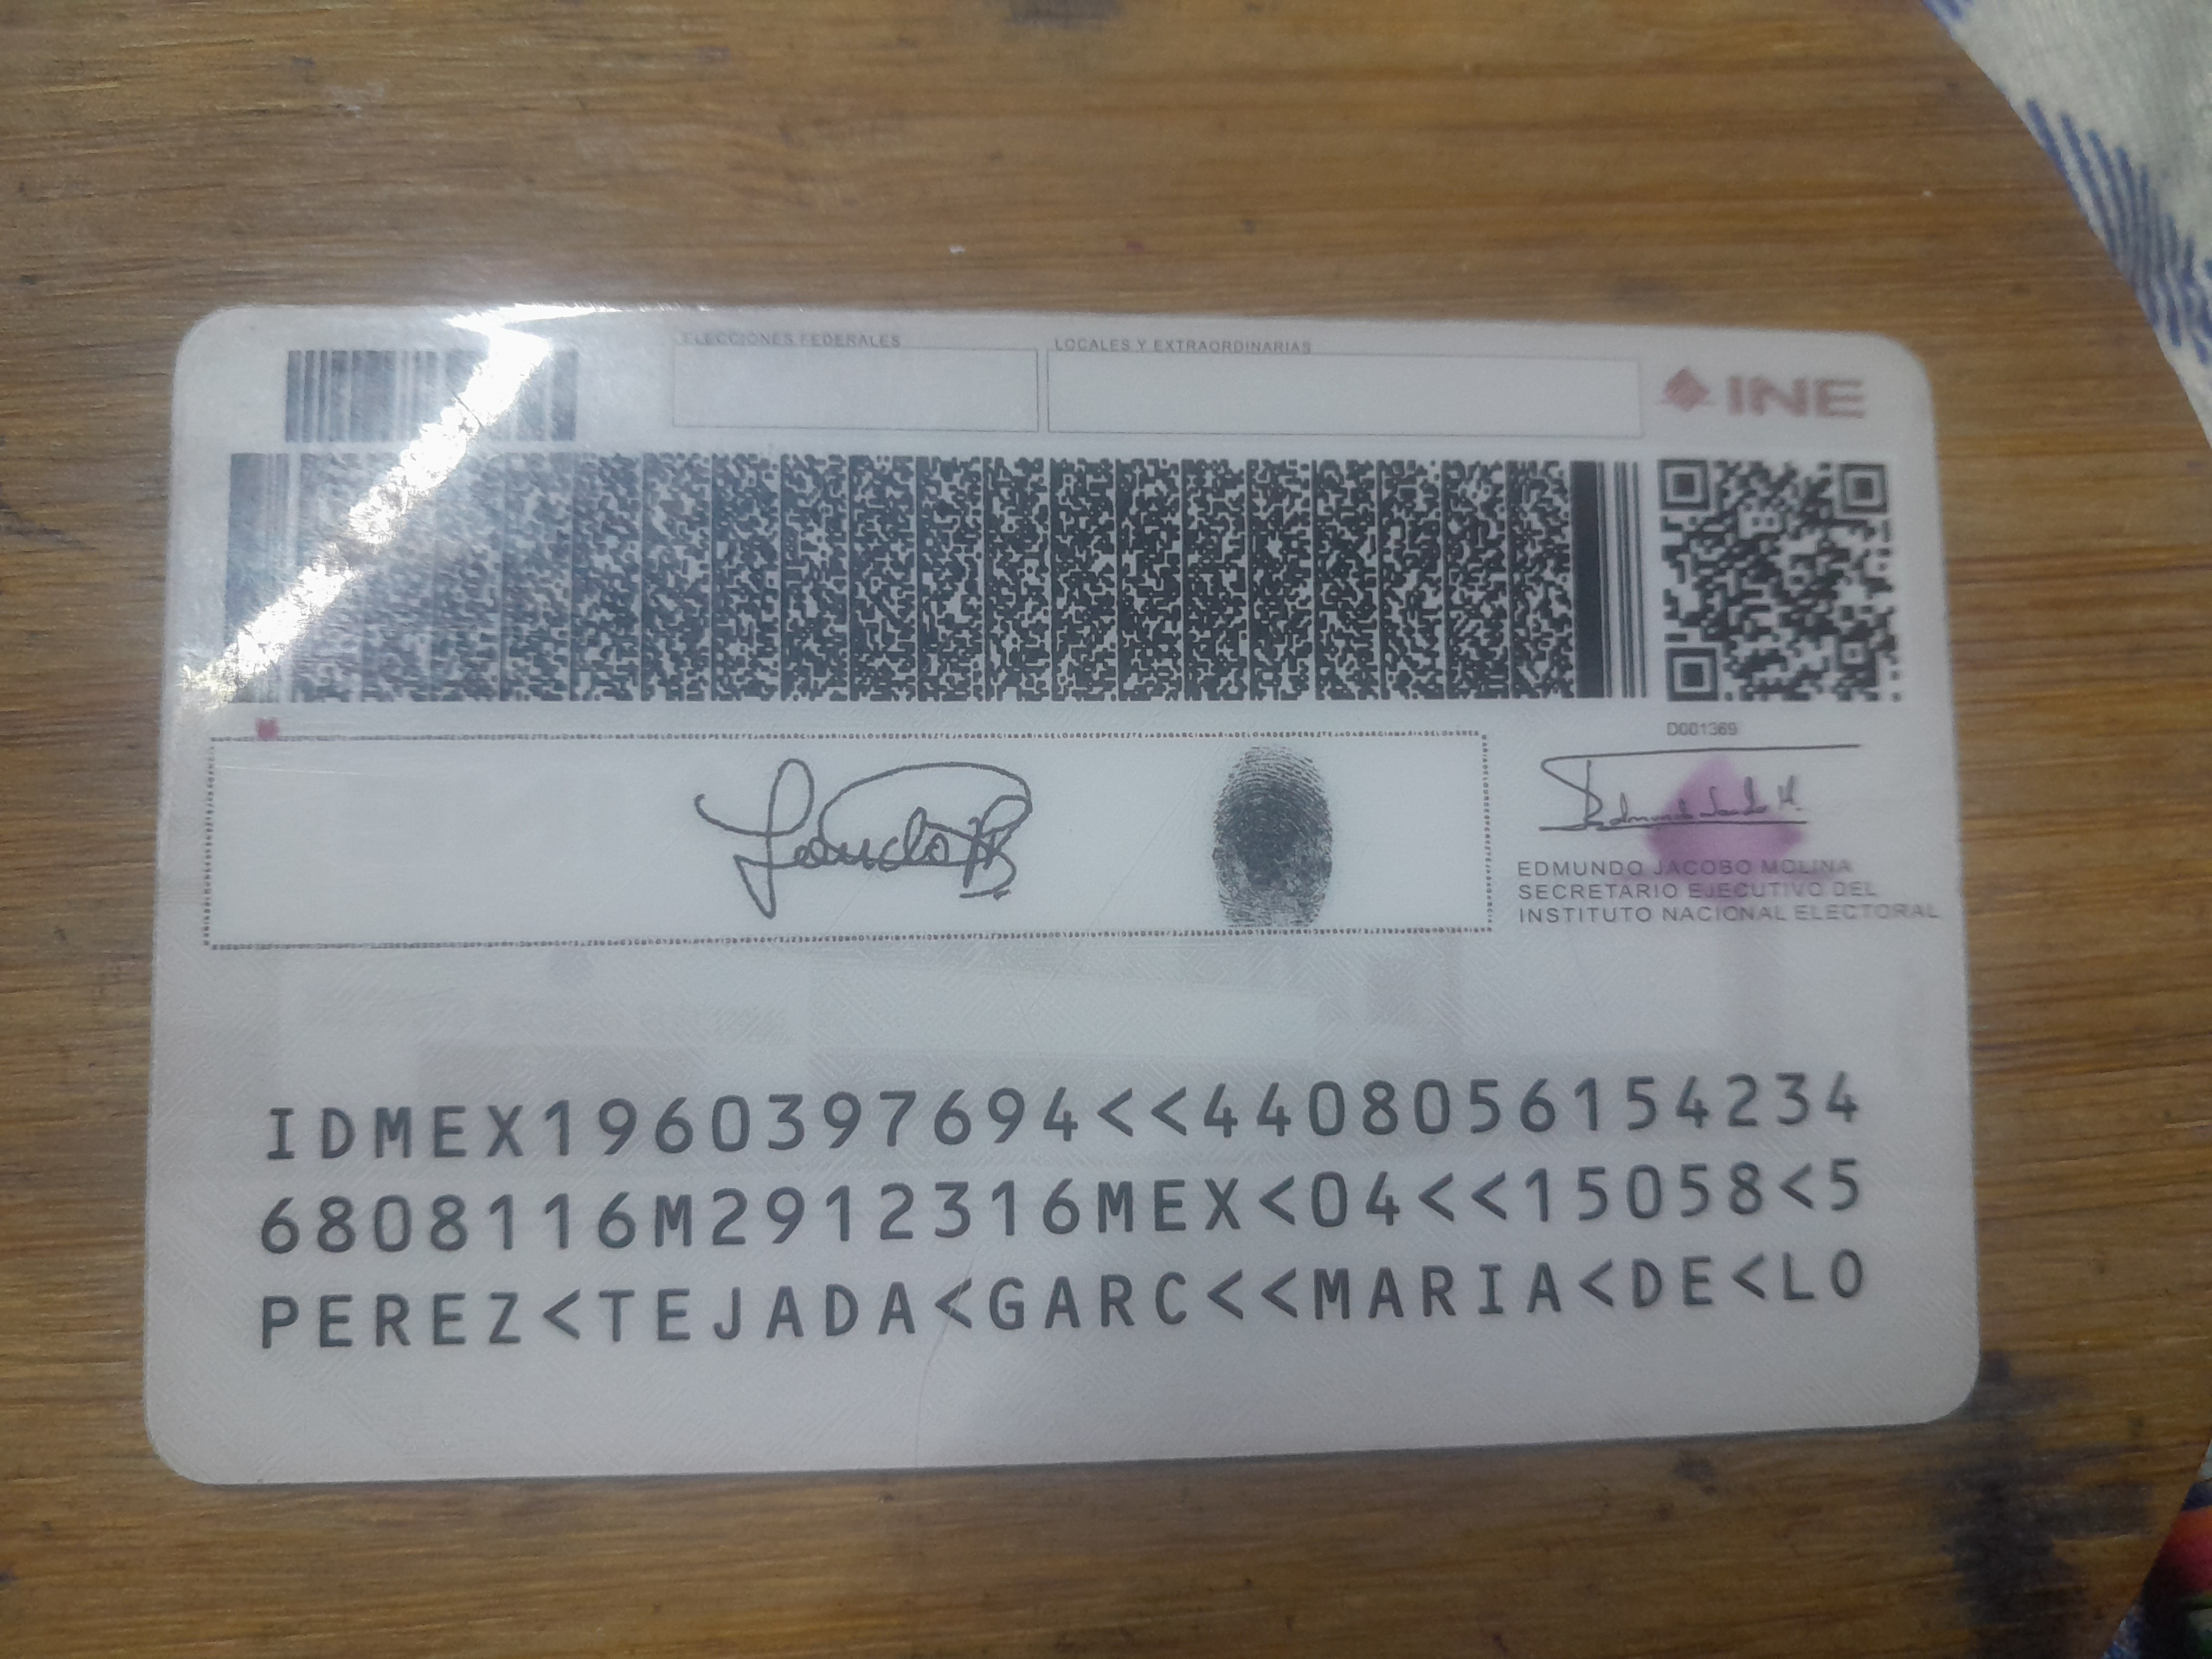 ELECCIONES FEDERALES
LOCALES Y EXTRAORDINARIAS
INE
D001369
EDMUNDO JACOBO MOLINA
SECRETARIO EJECUTIVO DEL
INSTITUTO NACIONAL ELECTORAL
IDMEX1960397694<<4408056154234
6808116M2912316MEX<04<<15058<5
PEREZ<TEJADA<GARC<<MARIA<DE<LO